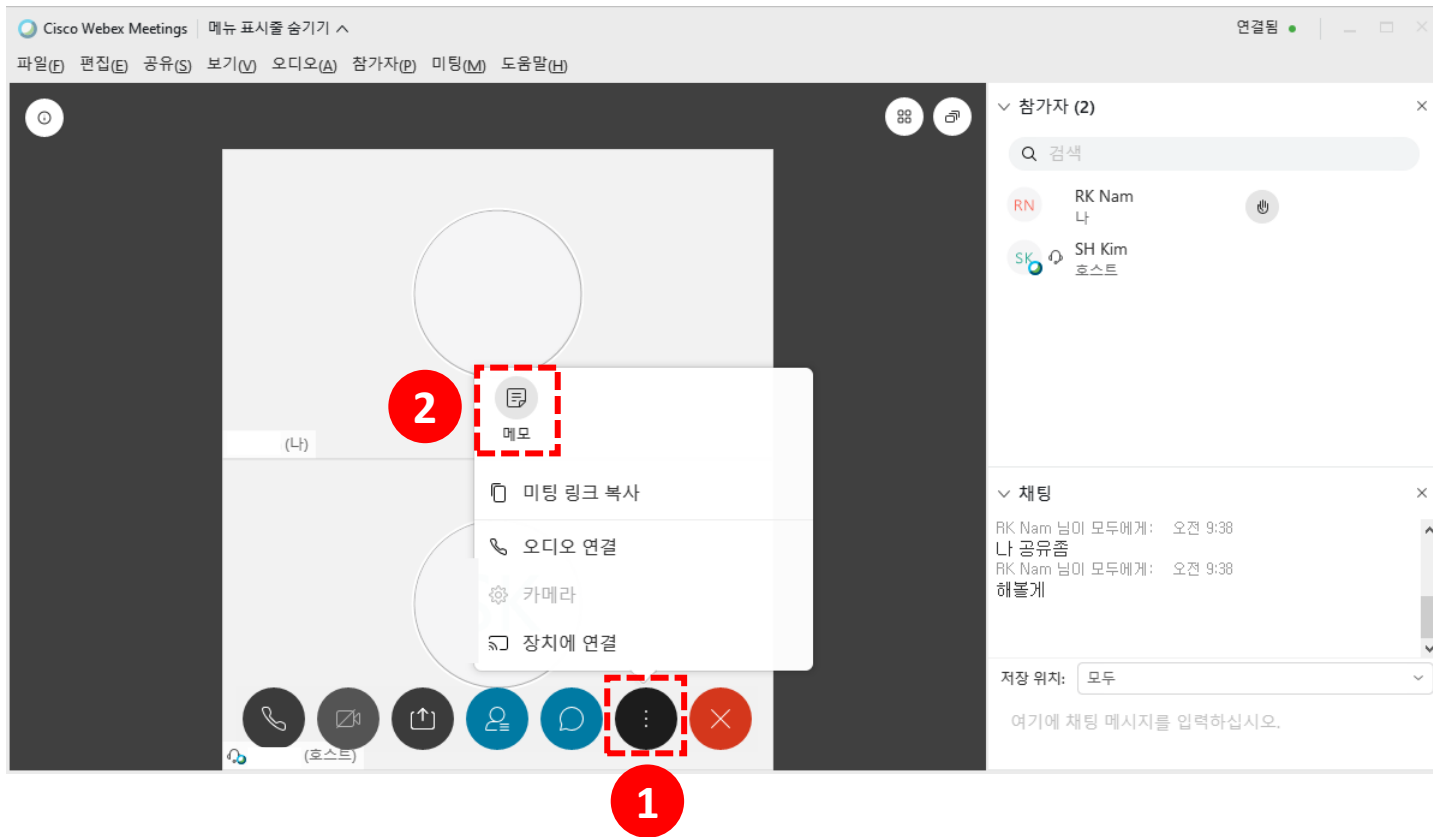 Cisco Webex Meetings 메뉴 표시줄 숨기기 연결됨
파일(F) 편집(E) 공유(S) 보기(V) 오디오(A) 참가자(P) 미팅(M) 도움말(H)
참가자 (2)
검색
RN RK Nam
나
SK SH Kim
호스트
2
메모
(나)
미팅 링크 복사
오디오 연결
카메라
장치에 연결
(호스트)
1
채팅
RK Nam 님이 모두에게: 오전 9:38
나 공유좀
RK Nam 님이 모두에게: 오전 9:38
해볼게
저장 위치: 모두
여기에 채팅 메시지를 입력하십시오.